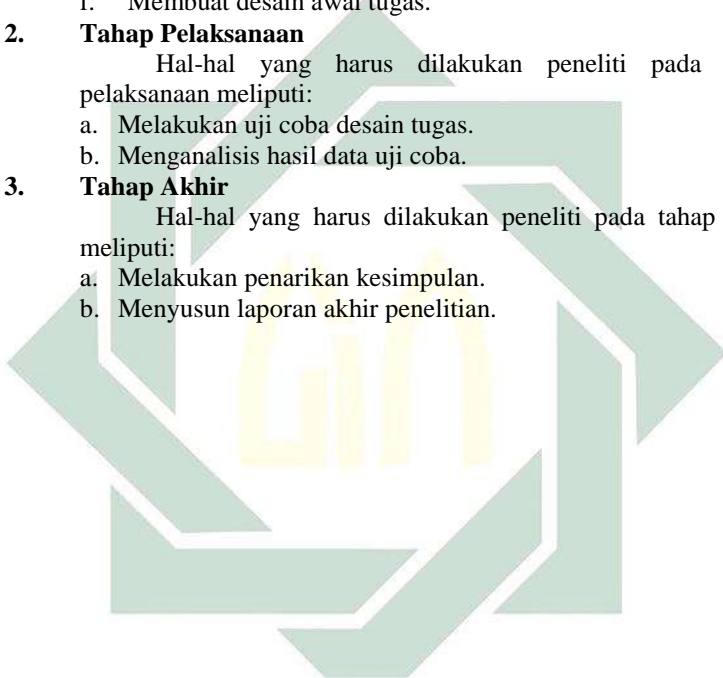 f. Membuat desain awal tugas.
2. Tahap Pelaksanaan
Hal-hal yang harus dilakukan peneliti pada
pelaksanaan meliputi:
a. Melakukan uji coba desain tugas.
b. Menganalisis hasil data uji coba.
3. Tahap Akhir
Hal-hal yang harus dilakukan peneliti pada tahap
meliputi:
a. Melakukan penarikan kesimpulan.
b. Menyusun laporan akhir penelitian.